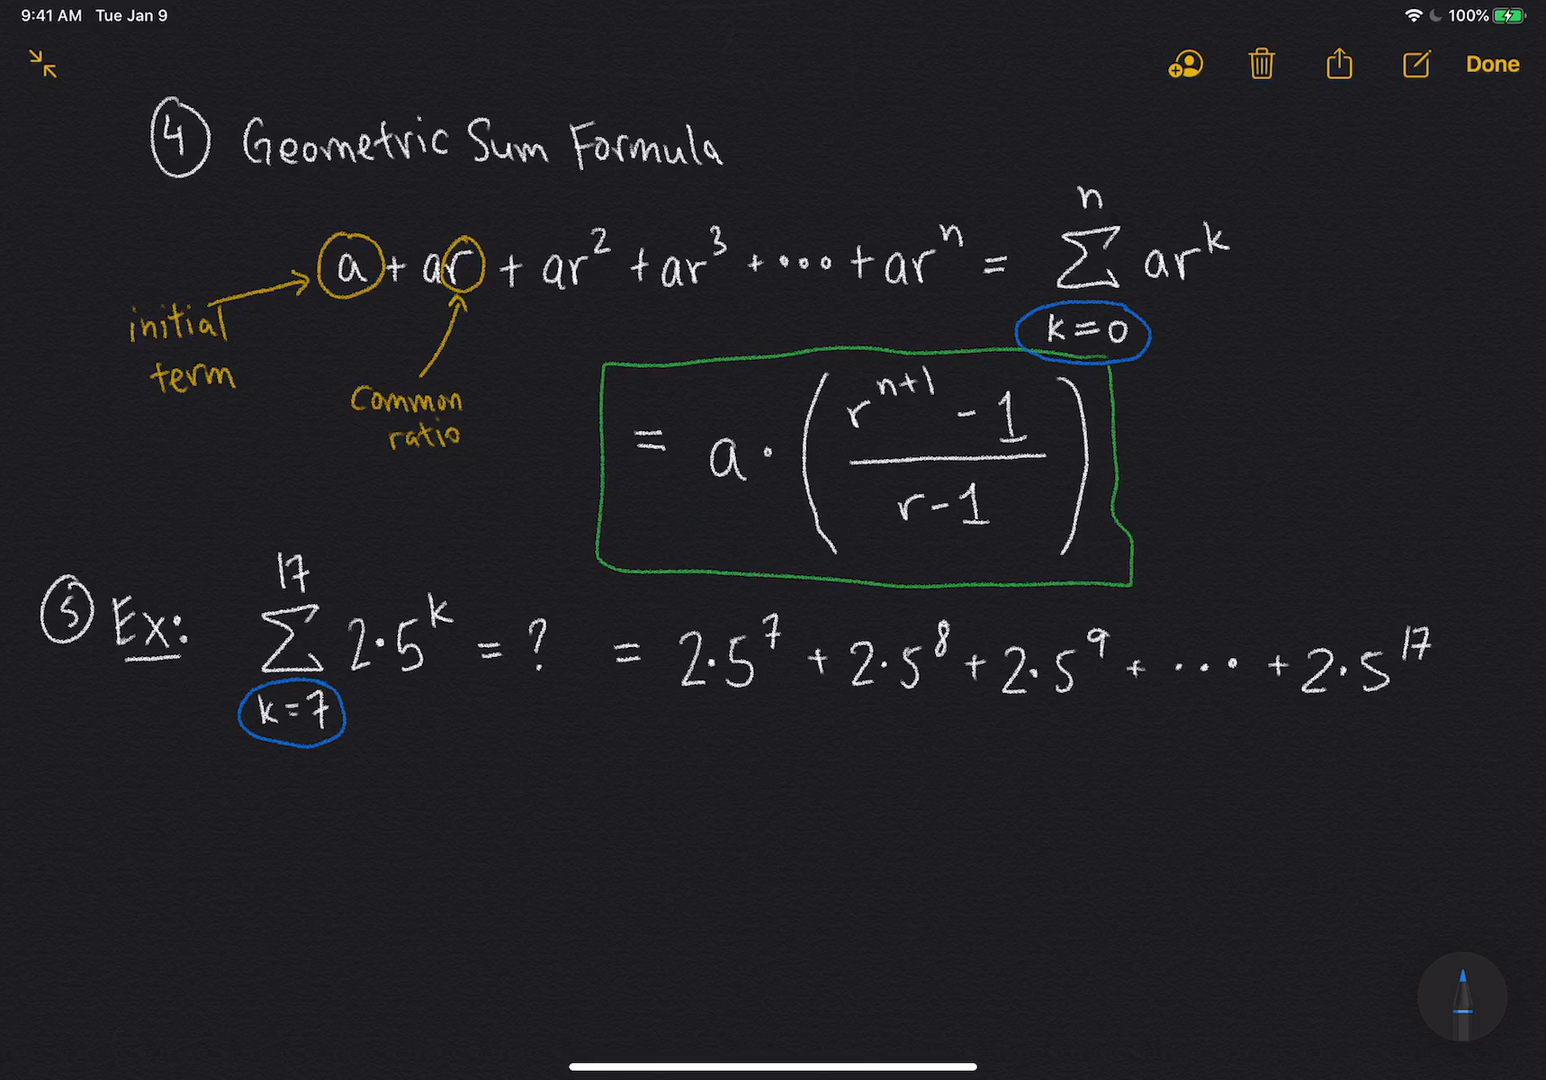 9:41 AM Tue Jan 9
100%
Done
④ Geometric Sum Formula
a + ar + ar² + ar³ + ... + arⁿ = n Σ k=0 arᵏ
initial term
common ratio
= a · ( rⁿ⁺¹ - 1 / r - 1 )
⑤ Ex: 17 Σ k=7 2·5ᵏ = ? = 2·5⁷ + 2·5⁸ + 2·5⁹ + ... + 2·5¹⁷